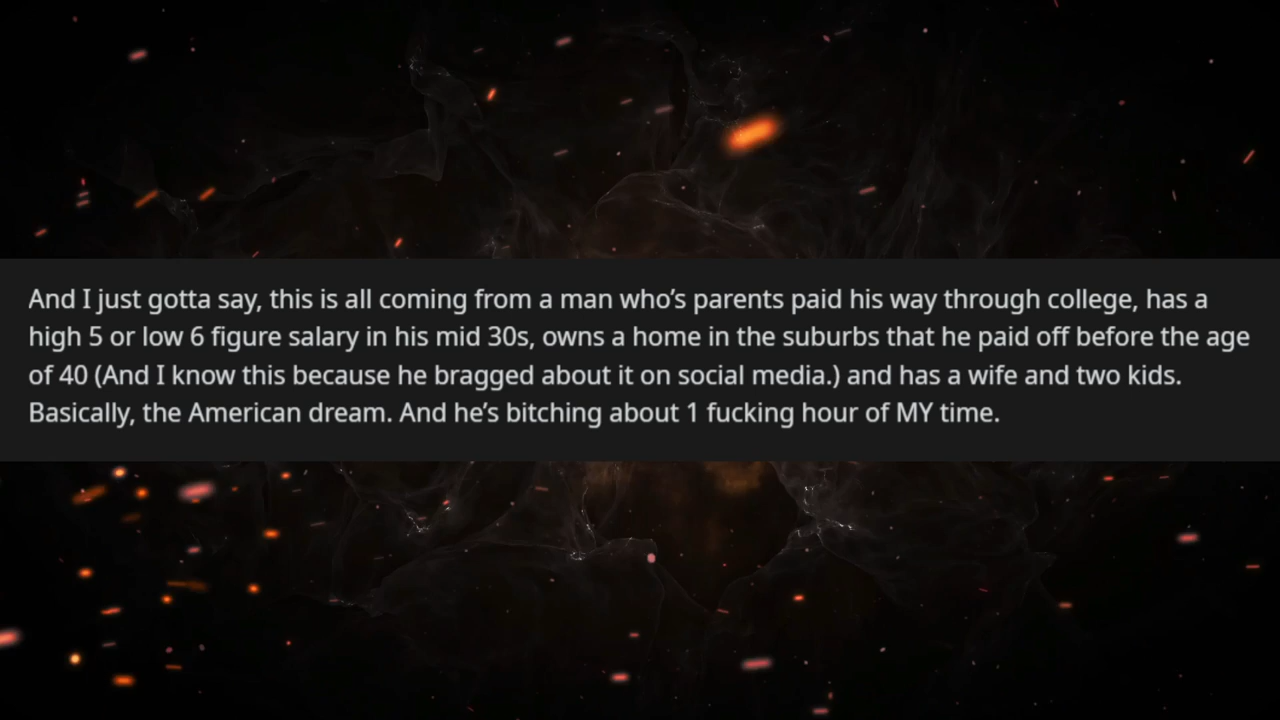 And I just gotta say, this is all coming from a man who’s parents paid his way through college, has a
high 5 or low 6 figure salary in his mid 30s, owns a home in the suburbs that he paid off before the age
of 40 (And I know this because he bragged about it on social media.) and has a wife and two kids.
Basically, the American dream. And he’s bitching about 1 fucking hour of MY time.